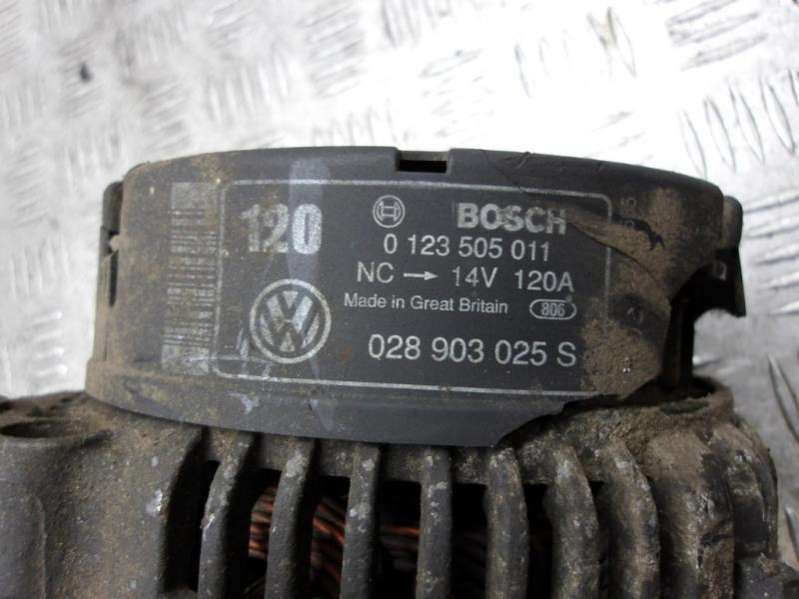 120
BOSCH
0 123 505 011
NC → 14V 120A
Made in Great Britain 806
028 903 025 S